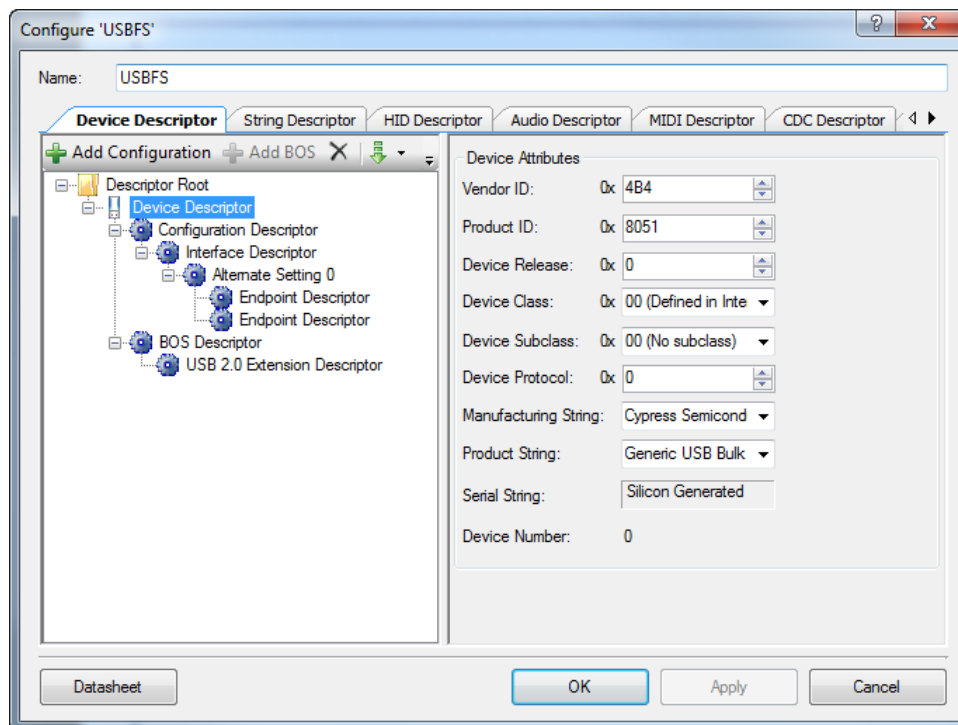 Configure 'USBFS'
?
X
Name: USBFS
Device Descriptor String Descriptor HID Descriptor Audio Descriptor MIDI Descriptor CDC Descriptor
Add Configuration Add BOS
Descriptor Root
Device Descriptor
Configuration Descriptor
Interface Descriptor
Alternate Setting 0
Endpoint Descriptor
Endpoint Descriptor
BOS Descriptor
USB 2.0 Extension Descriptor
Device Attributes
Vendor ID: 0x 4B4
Product ID: 0x 8051
Device Release: 0x 0
Device Class: 0x 00 (Defined in Inte
Device Subclass: 0x 00 (No subclass)
Device Protocol: 0x 0
Manufacturing String: Cypress Semicond
Product String: Generic USB Bulk
Serial String: Silicon Generated
Device Number: 0
Datasheet OK Apply Cancel